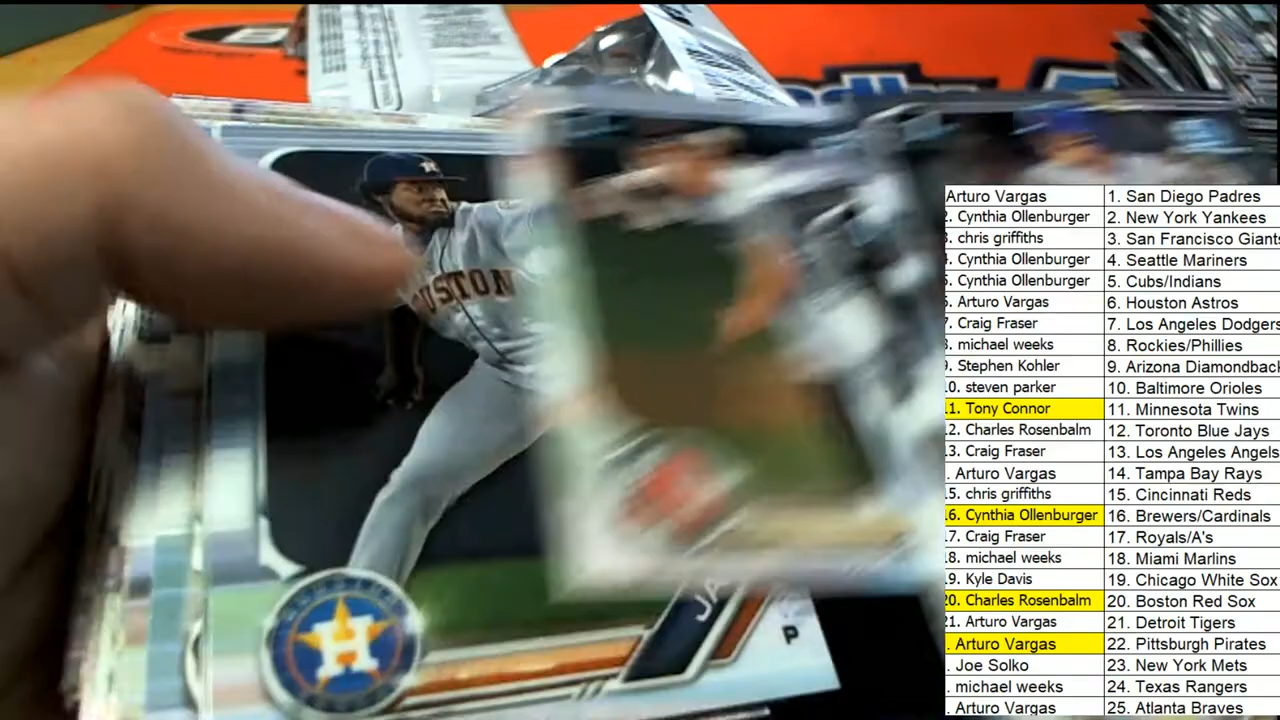 Arturo Vargas 1. San Diego Padres
2. Cynthia Ollenburger 2. New York Yankees
3. chris griffiths 3. San Francisco Giants
4. Cynthia Ollenburger 4. Seattle Mariners
5. Cynthia Ollenburger 5. Cubs/Indians
6. Arturo Vargas 6. Houston Astros
7. Craig Fraser 7. Los Angeles Dodgers
8. michael weeks 8. Rockies/Phillies
9. Stephen Kohler 9. Arizona Diamondback
10. steven parker 10. Baltimore Orioles
11. Tony Connor 11. Minnesota Twins
12. Charles Rosenbalm 12. Toronto Blue Jays
13. Craig Fraser 13. Los Angeles Angels
. Arturo Vargas 14. Tampa Bay Rays
15. chris griffiths 15. Cincinnati Reds
16. Cynthia Ollenburger 16. Brewers/Cardinals
17. Craig Fraser 17. Royals/A's
18. michael weeks 18. Miami Marlins
19. Kyle Davis 19. Chicago White Sox
20. Charles Rosenbalm 20. Boston Red Sox
21. Arturo Vargas 21. Detroit Tigers
. Arturo Vargas 22. Pittsburgh Pirates
. Joe Solko 23. New York Mets
. michael weeks 24. Texas Rangers
. Arturo Vargas 25. Atlanta Braves
H
OUSTON
H
JA
P